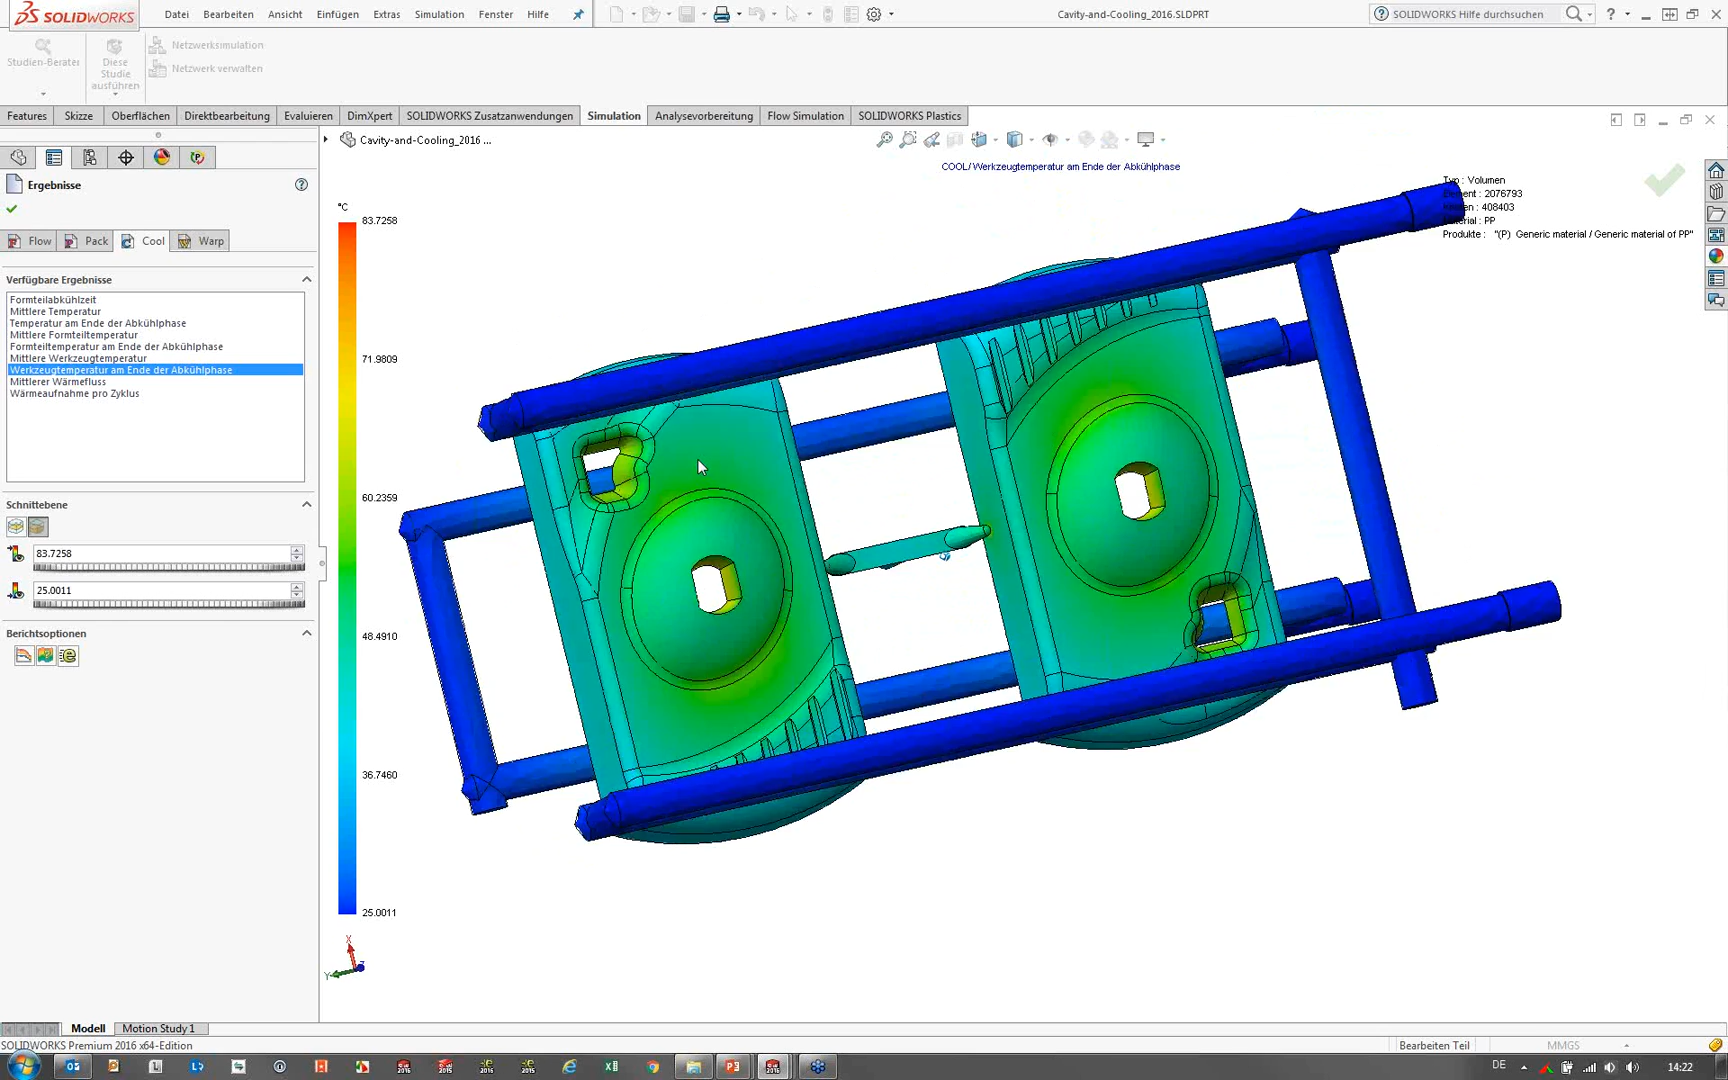 SOLIDWORKS
Datei Bearbeiten Ansicht Einfügen Extras Simulation Fenster Hilfe
Cavity-and-Cooling_2016.SLDPRT
SOLIDWORKS Hilfe durchsuchen
Studien-Berater
Diese Studie ausführen
Netzwerksimulation
Netzwerk verwalten
Features Skizze Oberflächen Direktbearbeitung Evaluieren DimXpert SOLIDWORKS Zusatzanwendungen Simulation Analysevorbereitung Flow Simulation SOLIDWORKS Plastics
Cavity-and-Cooling_2016 ...
COOL/ Werkzeugtemperatur am Ende der Abkühlphase
Typ : Volumen
Element : 2076793
: 408403
Material : PP
Produkte : "(P) Generic material / Generic material of PP"
Ergebnisse
Flow Pack Cool Warp
Verfügbare Ergebnisse
Formteilabkühlzeit
Mittlere Temperatur
Temperatur am Ende der Abkühlphase
Mittlere Formteiltemperatur
Formteiltemperatur am Ende der Abkühlphase
Mittlere Werkzeugtemperatur
Werkzeugtemperatur am Ende der Abkühlphase
Mittlerer Wärmefluss
Wärmeaufnahme pro Zyklus
Schnittebene
83.7258
25.0011
Berichtsoptionen
°C
83.7258
71.9809
60.2359
48.4910
36.7460
25.0011
X
Y
Z
Modell Motion Study 1
SOLIDWORKS Premium 2016 x64-Edition
Bearbeiten Teil
MMGS
DE
14:22